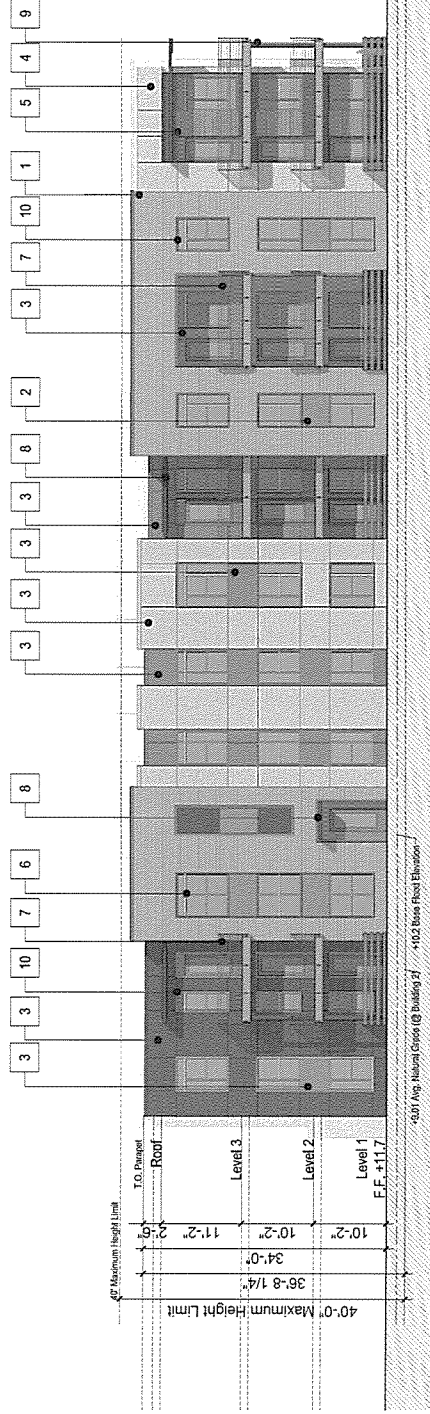 3 3 10 7 6 8 3 3 3 3 8 2 3 7 10 1 5 4 9
40' Maximum Height Limit
T.O. Parapet
Roof
Level 3
Level 2
Level 1
F.F. +11.7
2'-6"
11'-2"
10'-2"
10'-2"
34'-0"
36'-8 1/4"
40'-0" Maximum Height Limit
+9.01 Avg. Natural Grade (@ Building 2)
+10.2 Base Flood Elevation